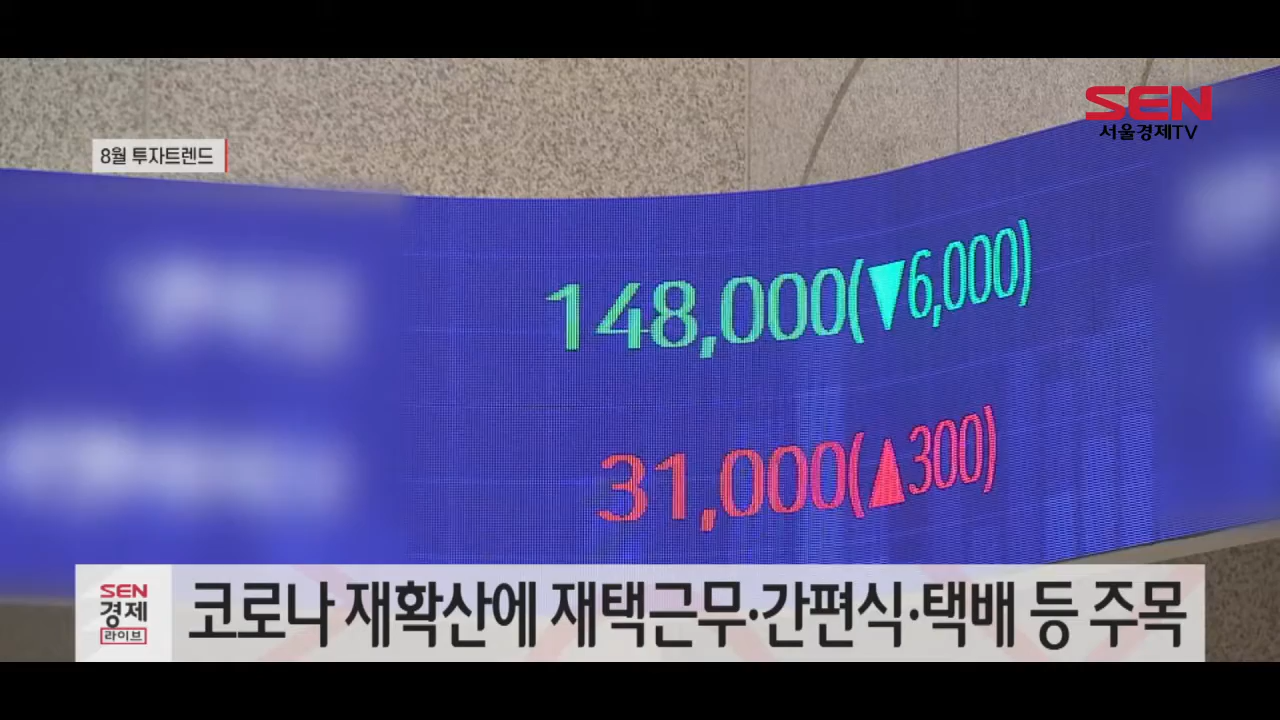 SEN
서울경제TV
8월 투자트렌드
148,000(▼6,000)
31,000(▲300)
SEN
경제
라이브
코로나 재확산에 재택근무·간편식·택배 등 주목